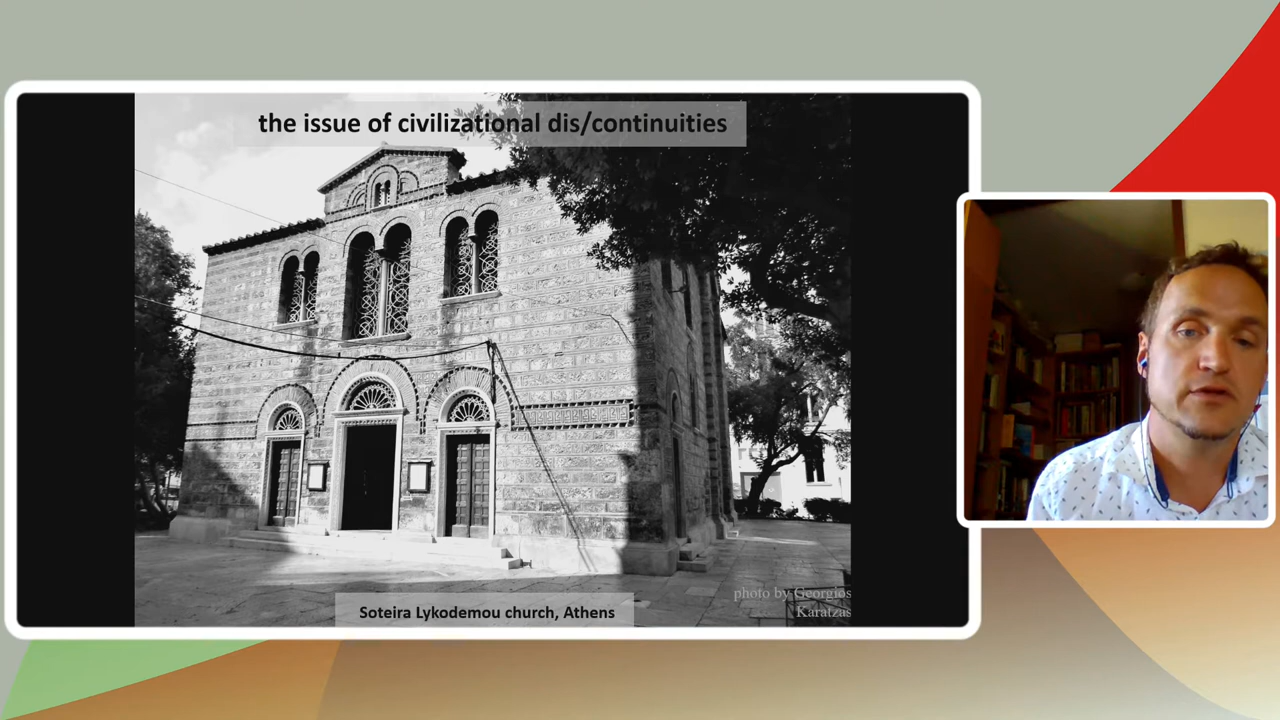 the issue of civilizational dis/continuities
photo by Georgios
Karatzas
Soteira Lykodemou church, Athens